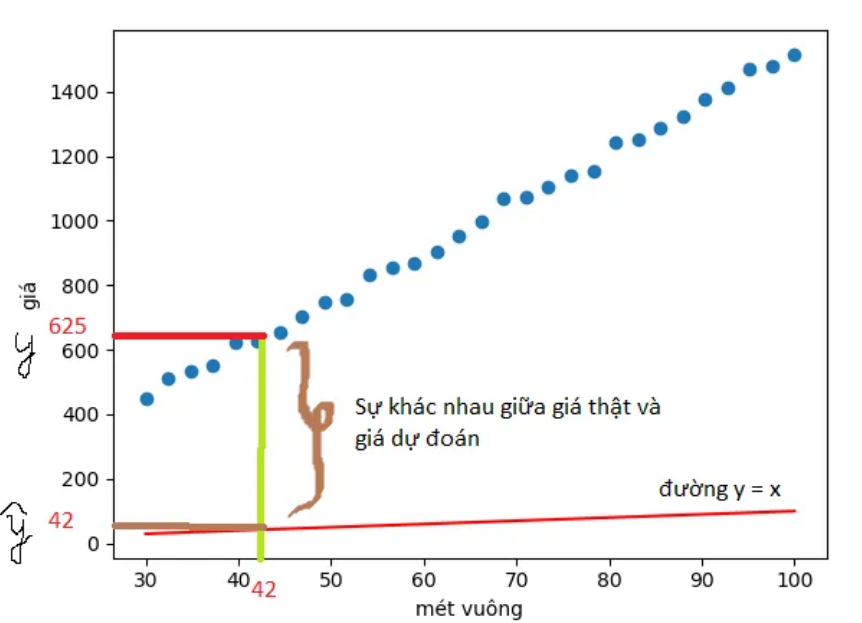 1400
1200
1000
800
giá
625
y
600
400
Sự khác nhau giữa giá thật và
giá dự đoán
200
đường y = x
ŷ
42
0
30 40 50 60 70 80 90 100
42
mét vuông